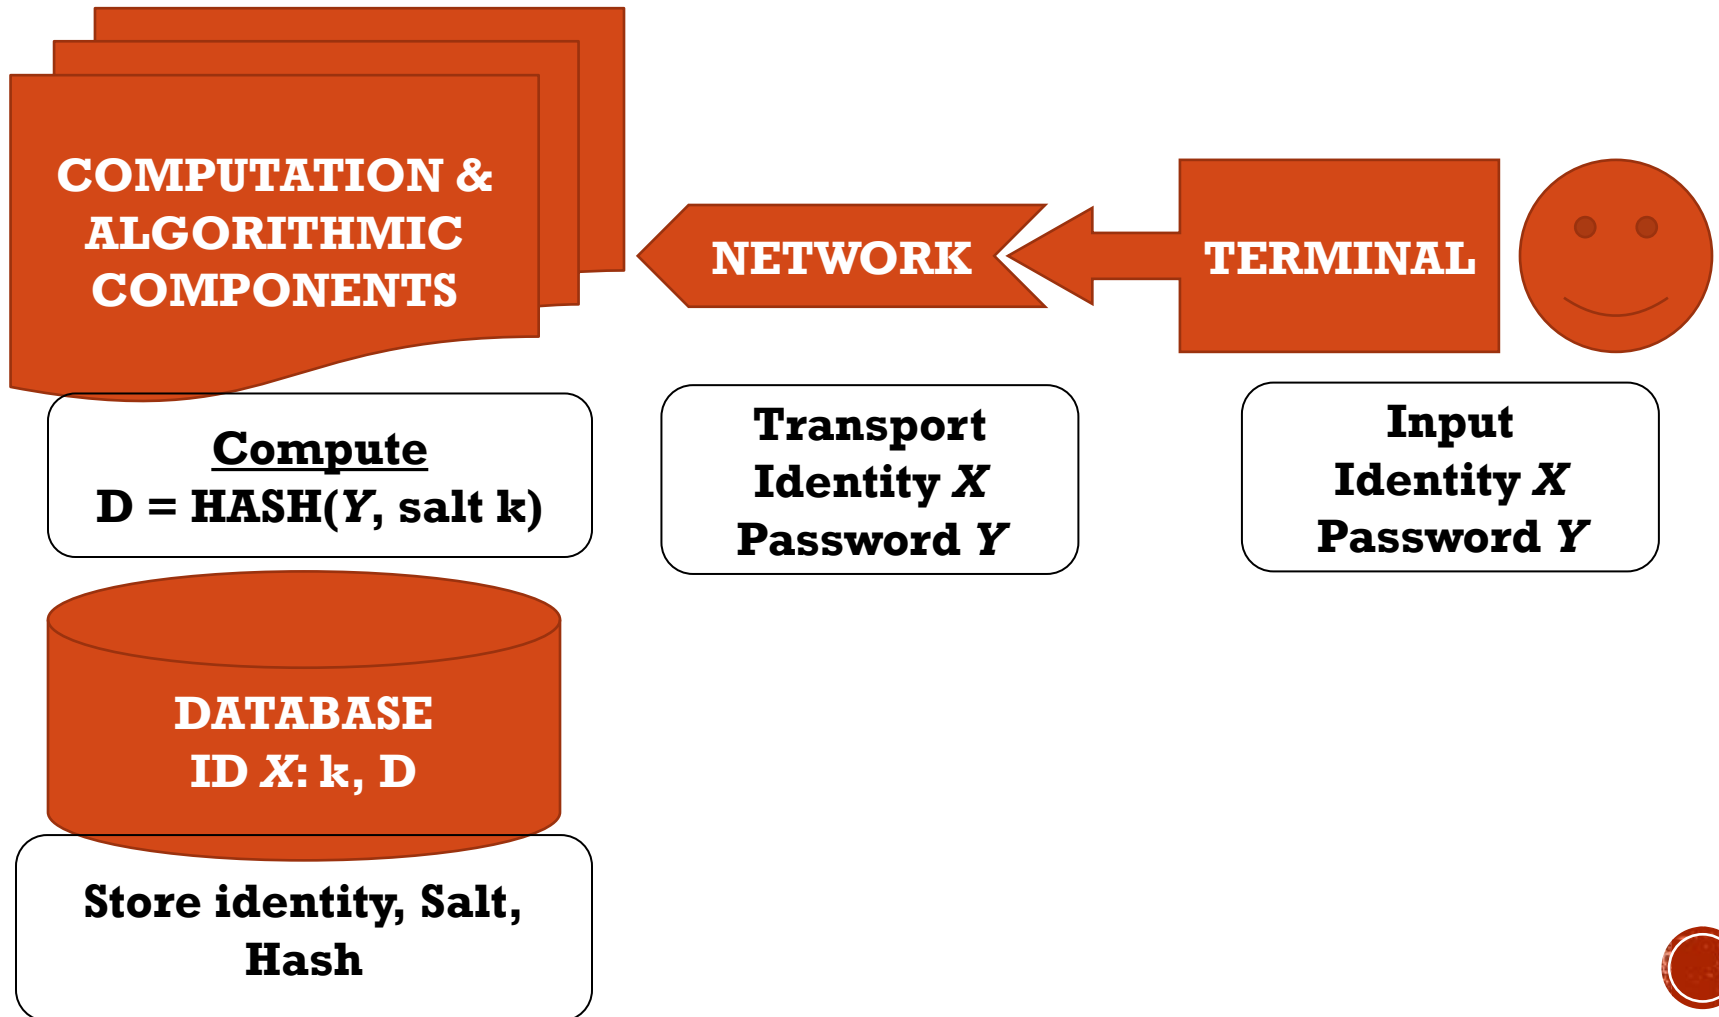 COMPUTATION &
ALGORITHMIC
COMPONENTS
NETWORK
TERMINAL
Compute
D = HASH(Y, salt k)
Transport
Identity X
Password Y
Input
Identity X
Password Y
DATABASE
ID X: k, D
Store identity, Salt,
Hash